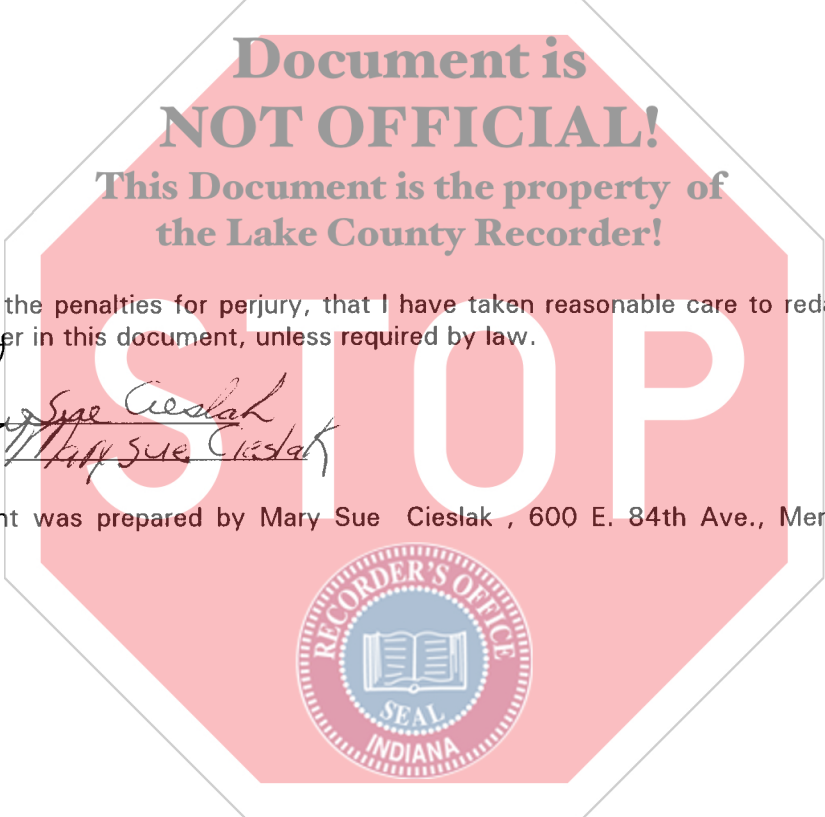 Document is
NOT OFFICIAL!
This Document is the property of
the Lake County Recorder!
the penalties for perjury, that I have taken reasonable care to red
er in this document, unless required by law.
Sue Cieslak
Mary Sue Cieslak
STOP
nt was prepared by Mary Sue Cieslak , 600 E. 84th Ave., Mer
RECORDER'S OFFICE
SEAL
INDIANA